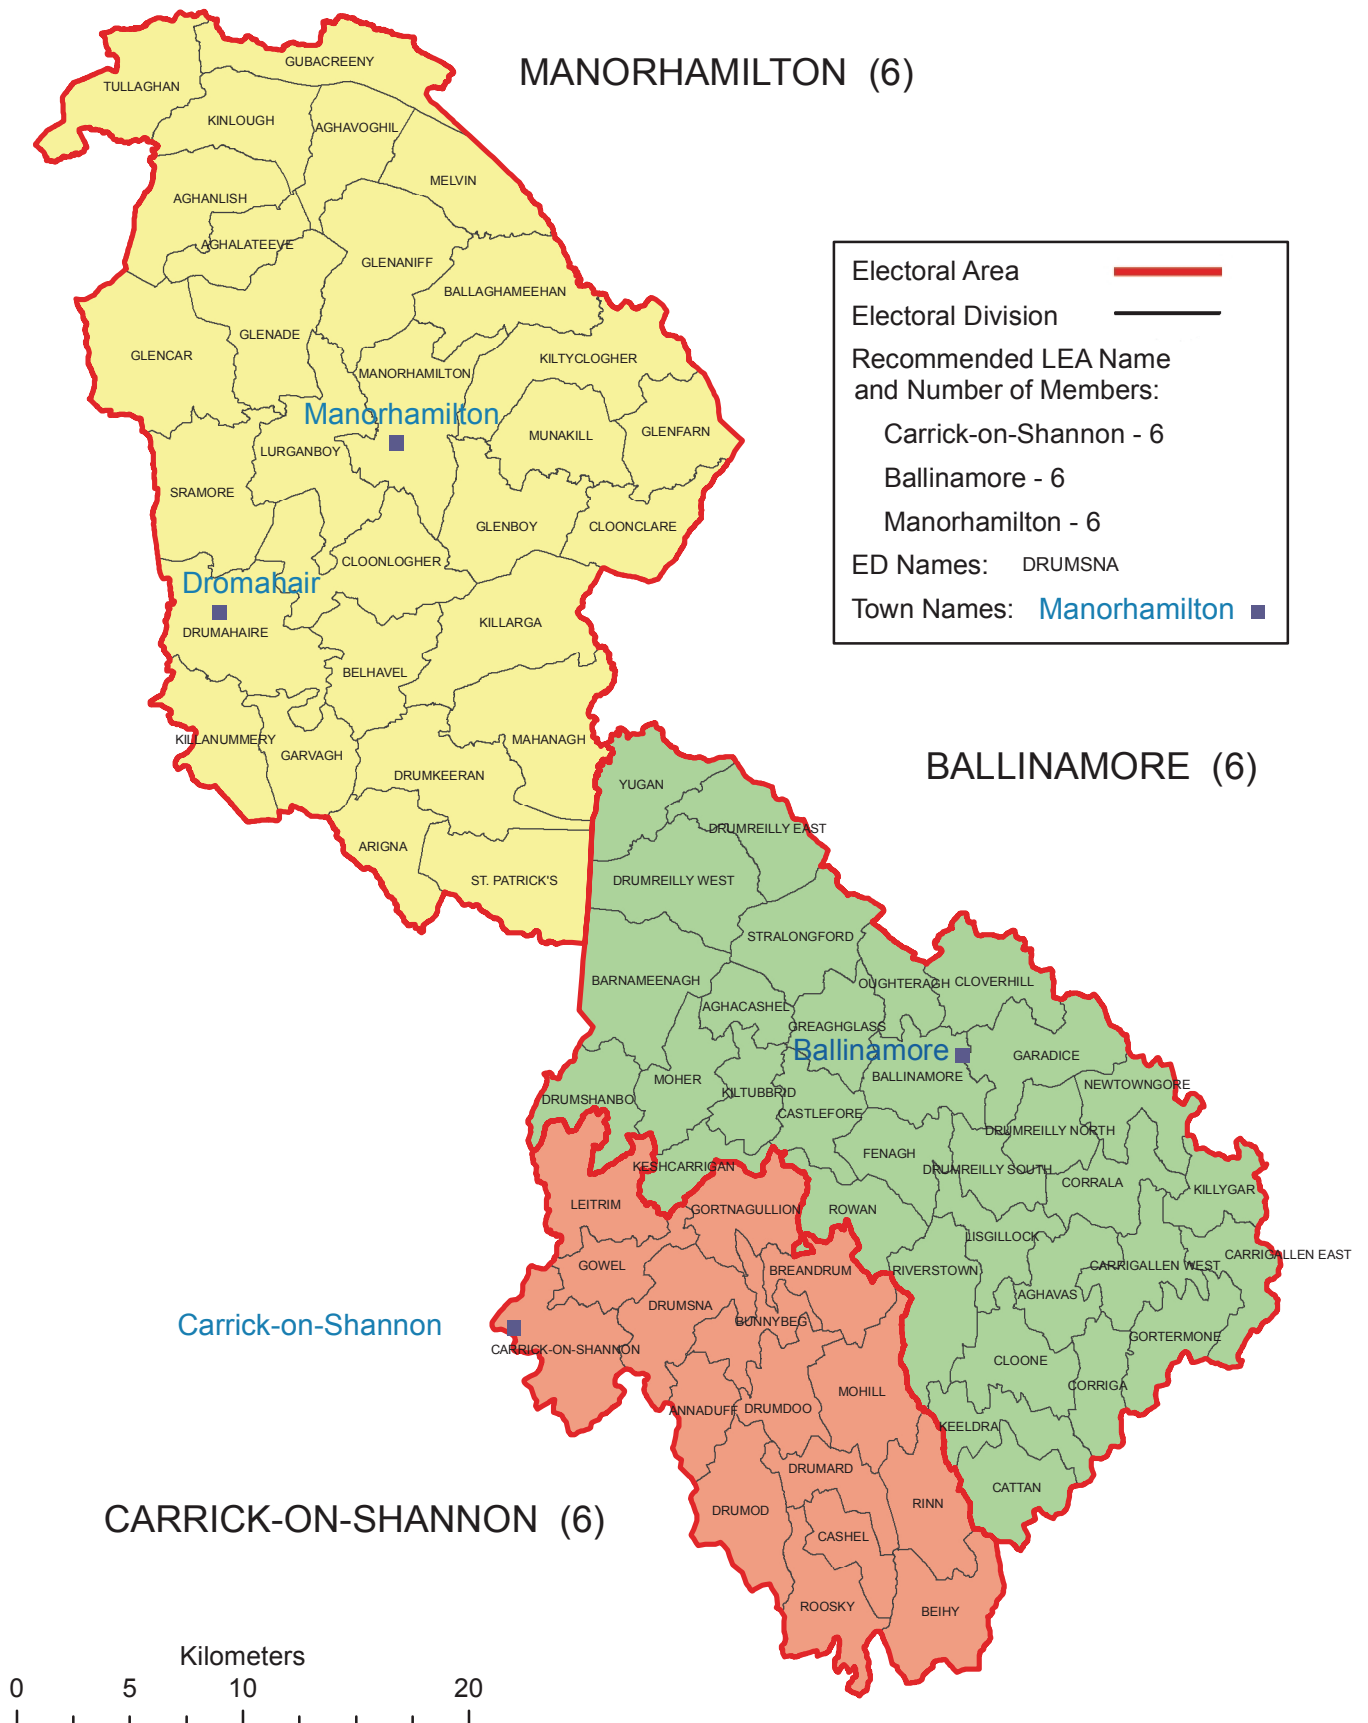 GUBACREENY
MANORHAMILTON (6)
TULLAGHAN
KINLOUGH
AGHAVOGHIL
MELVIN
AGHANLISH
AGHALATEEVE
GLENANIFF
BALLAGHAMEEHAN
GLENADE
GLENCAR
KILTYCLOGHER
MANORHAMILTON
Manorhamilton
MUNAKILL
GLENFARN
LURGANBOY
SRAMORE
GLENBOY
CLOONCLARE
CLOONLOGHER
Dromahair
DRUMAHAIRE
KILLARGA
BELHAVEL
KILLANUMMERY
GARVAGH
MAHANAGH
DRUMKEERAN
ARIGNA
ST. PATRICK'S
Electoral Area
Electoral Division
Recommended LEA Name
and Number of Members:
Carrick-on-Shannon - 6
Ballinamore - 6
Manorhamilton - 6
ED Names: DRUMSNA
Town Names: Manorhamilton
BALLINAMORE (6)
YUGAN
DRUMREILLY EAST
DRUMREILLY WEST
STRALONGFORD
BARNAMEENAGH
OUGHTERAGH
CLOVERHILL
AGHACASHEL
GREAGHGLASS
Ballinamore
GARADICE
BALLINAMORE
MOHER
NEWTOWNGORE
KILTUBBRID
DRUMSHANBO
CASTLEFORE
DRUMREILLY NORTH
FENAGH
KESHCARRIGAN
DRUMREILLY SOUTH
CORRALA
KILLYGAR
LEITRIM
GORTNAGULLION
ROWAN
LISGILLOCK
CARRIGALLEN EAST
GOWEL
BREANDRUM
RIVERSTOWN
CARRIGALLEN WEST
AGHAVAS
DRUMSNA
BUNNYBEG
Carrick-on-Shannon
GORTERMONE
CARRICK-ON-SHANNON
CLOONE
CORRIGA
MOHILL
ANNADUFF
DRUMDOO
KEELDRA
DRUMARD
CATTAN
RINN
DRUMOD
CARRICK-ON-SHANNON (6)
CASHEL
ROOSKY
BEIHY
Kilometers
0 5 10 20